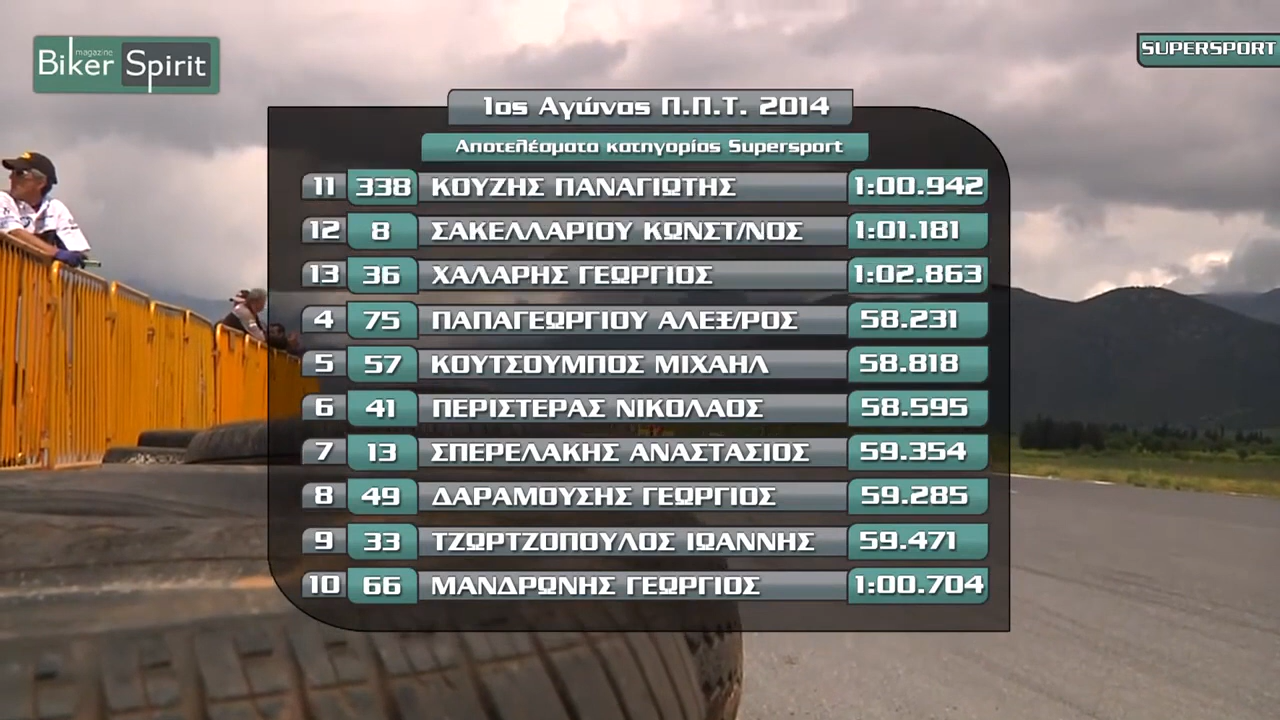 magazine
Biker Spirit
SUPERSPORT
1ος Αγώνας Π.Π.Τ. 2014
Αποτελέσματα κατηγορίας Supersport
11 338 ΚΟΥΖΗΣ ΠΑΝΑΓΙΩΤΗΣ 1:00.942
12 8 ΣΑΚΕΛΛΑΡΙΟΥ ΚΩΝΣΤ/ΝΟΣ 1:01.181
13 36 ΧΑΛΑΡΗΣ ΓΕΩΡΓΙΟΣ 1:02.863
4 75 ΠΑΠΑΓΕΩΡΓΙΟΥ ΑΛΕΞ/ΡΟΣ 58.231
5 57 ΚΟΥΤΣΟΥΜΠΟΣ ΜΙΧΑΗΛ 58.818
6 41 ΠΕΡΙΣΤΕΡΑΣ ΝΙΚΟΛΑΟΣ 58.595
7 13 ΣΠΕΡΕΛΑΚΗΣ ΑΝΑΣΤΑΣΙΟΣ 59.354
8 49 ΔΑΡΑΜΟΥΣΗΣ ΓΕΩΡΓΙΟΣ 59.285
9 33 ΤΖΩΡΤΖΟΠΟΥΛΟΣ ΙΩΑΝΝΗΣ 59.471
10 66 ΜΑΝΔΡΩΝΗΣ ΓΕΩΡΓΙΟΣ 1:00.704